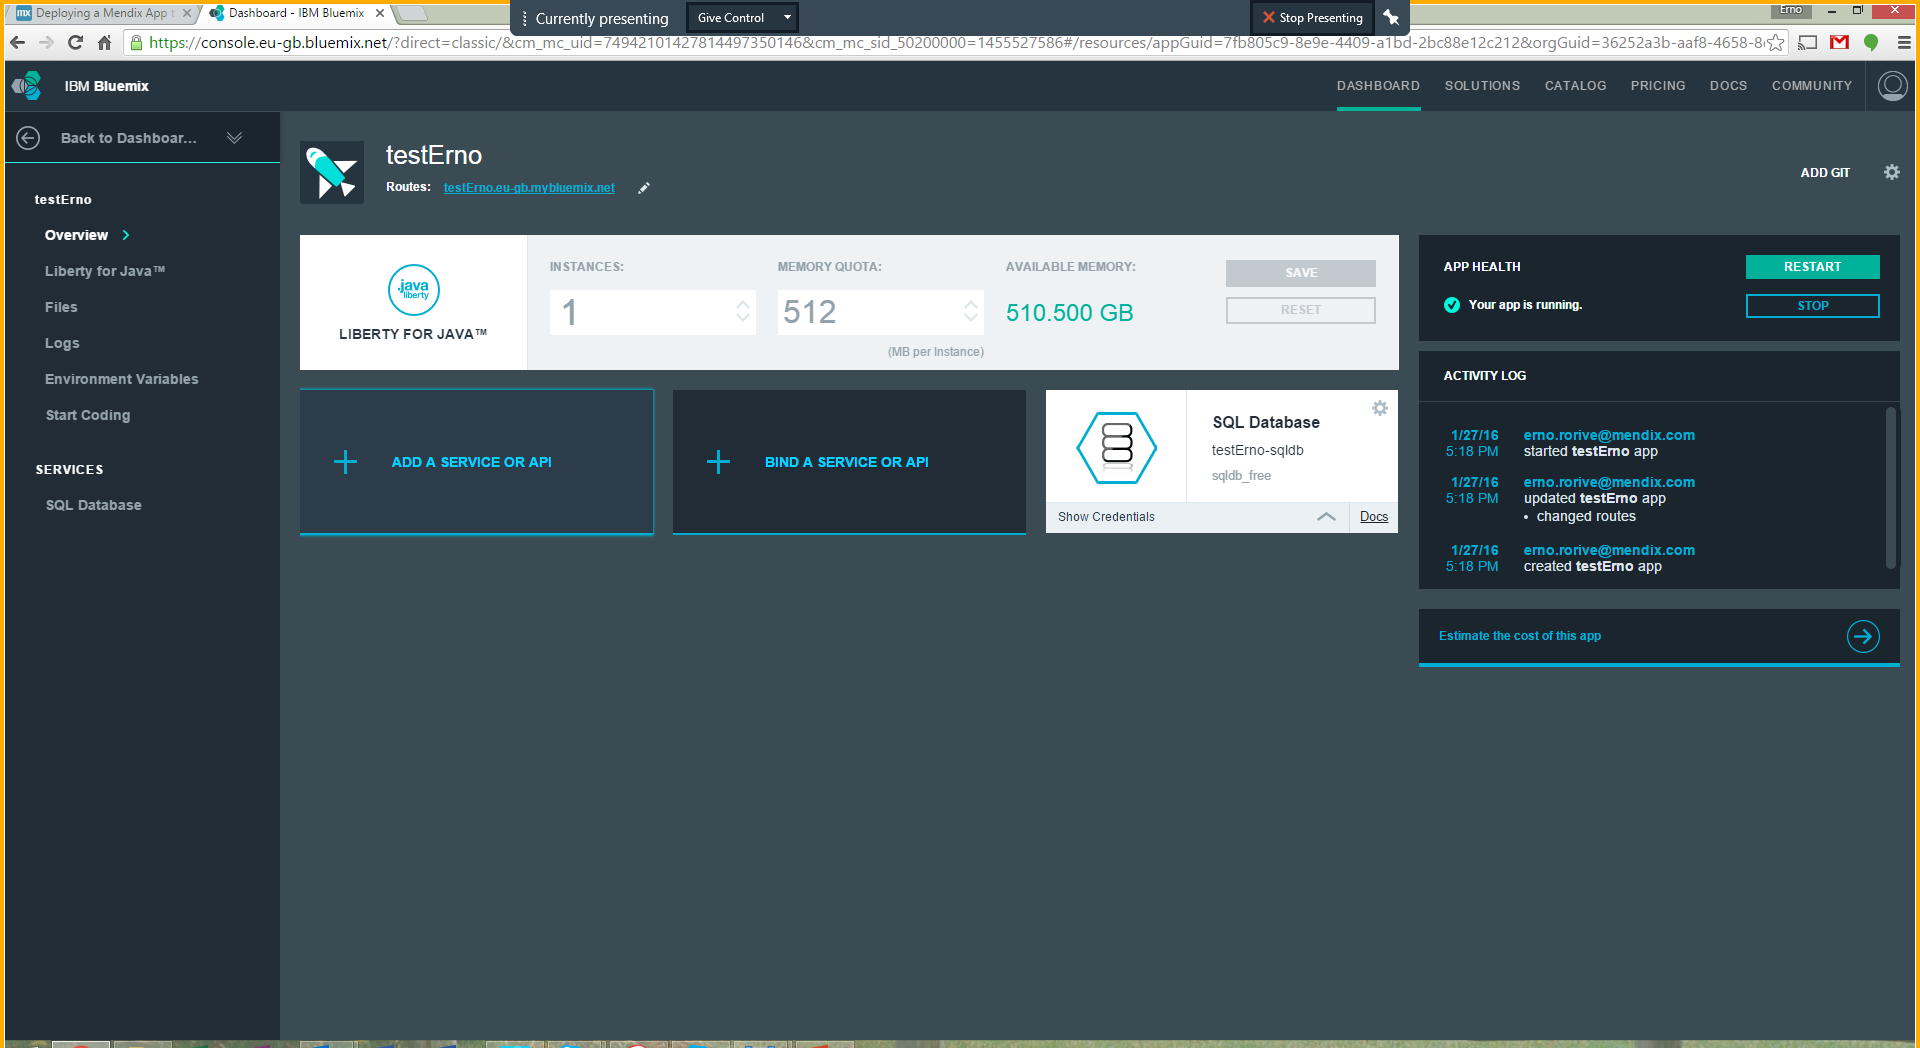 Deploying a Mendix App t
Dashboard - IBM Bluemix
Currently presenting
Give Control
Stop Presenting
Erno
https://console.eu-gb.bluemix.net/?direct=classic/&cm_mc_uid=74942101427814497350146&cm_mc_sid_50200000=1455527586#/resources/appGuid=7fb805c9-8e9e-4409-a1bd-2bc88e12c212&orgGuid=36252a3b-aaf8-4658-8
IBM Bluemix
DASHBOARD
SOLUTIONS
CATALOG
PRICING
DOCS
COMMUNITY
Back to Dashboar...
testErno
Overview
Liberty for Java™
Files
Logs
Environment Variables
Start Coding
SERVICES
SQL Database
testErno
Routes: testErno.eu-gb.mybluemix.net
ADD GIT
java
liberty
LIBERTY FOR JAVA™
INSTANCES:
1
MEMORY QUOTA:
512
(MB per Instance)
AVAILABLE MEMORY:
510.500 GB
SAVE
RESET
ADD A SERVICE OR API
BIND A SERVICE OR API
SQL Database
testErno-sqldb
sqldb_free
Show Credentials
Docs
APP HEALTH
RESTART
Your app is running.
STOP
ACTIVITY LOG
1/27/16 erno.rorive@mendix.com
5:18 PM started testErno app
1/27/16 erno.rorive@mendix.com
5:18 PM updated testErno app
• changed routes
1/27/16 erno.rorive@mendix.com
5:18 PM created testErno app
Estimate the cost of this app